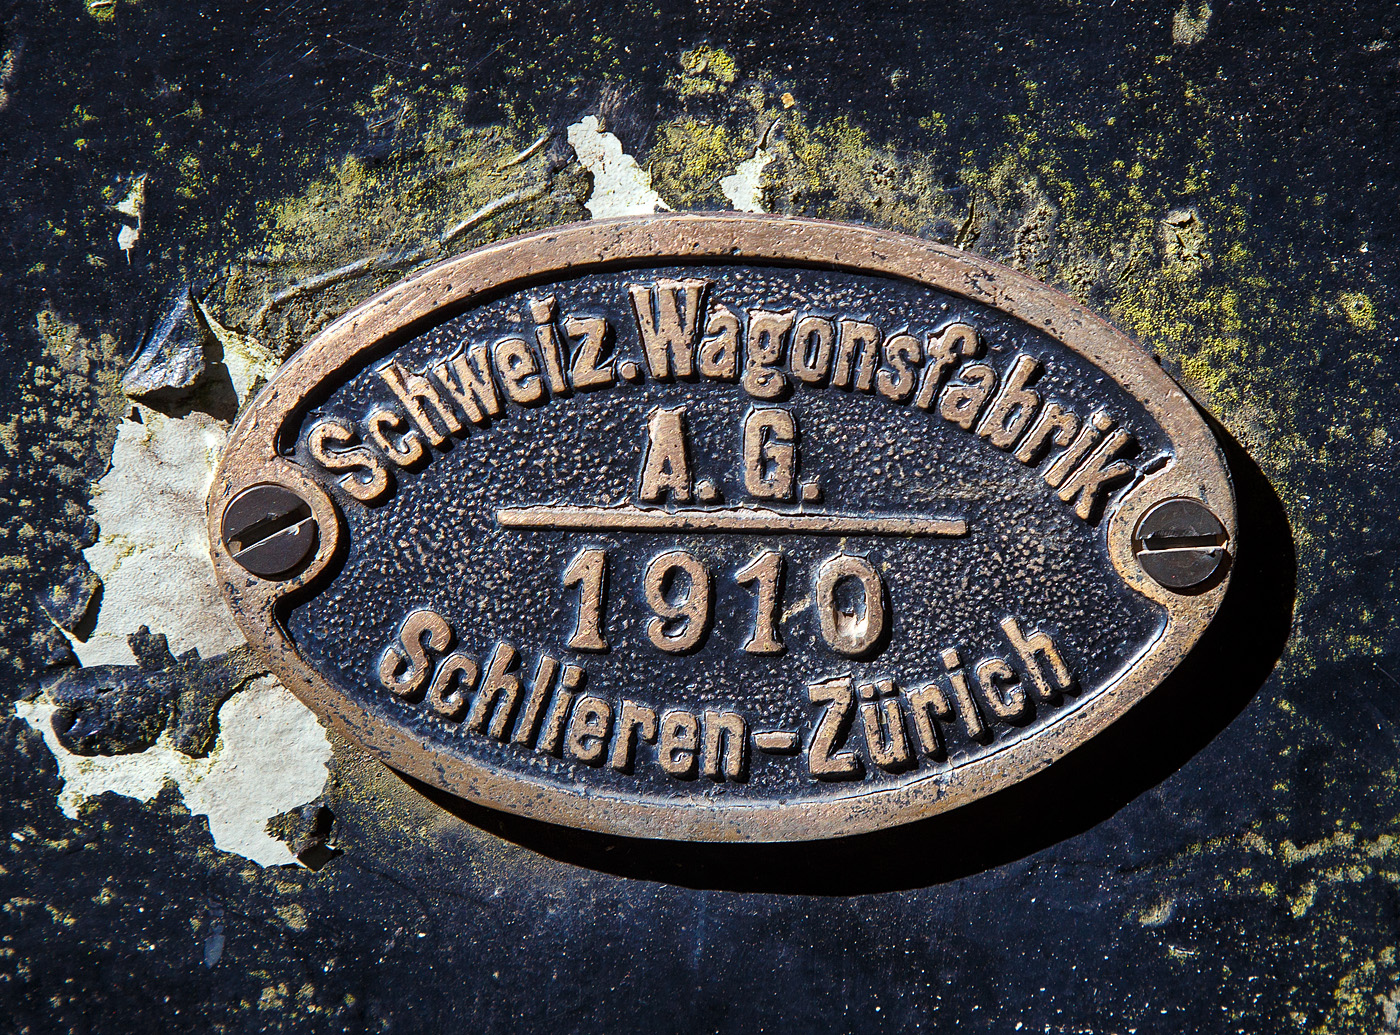 Schweiz. Wagonsfabrik
A. G.
1910
Schlieren-Zürich